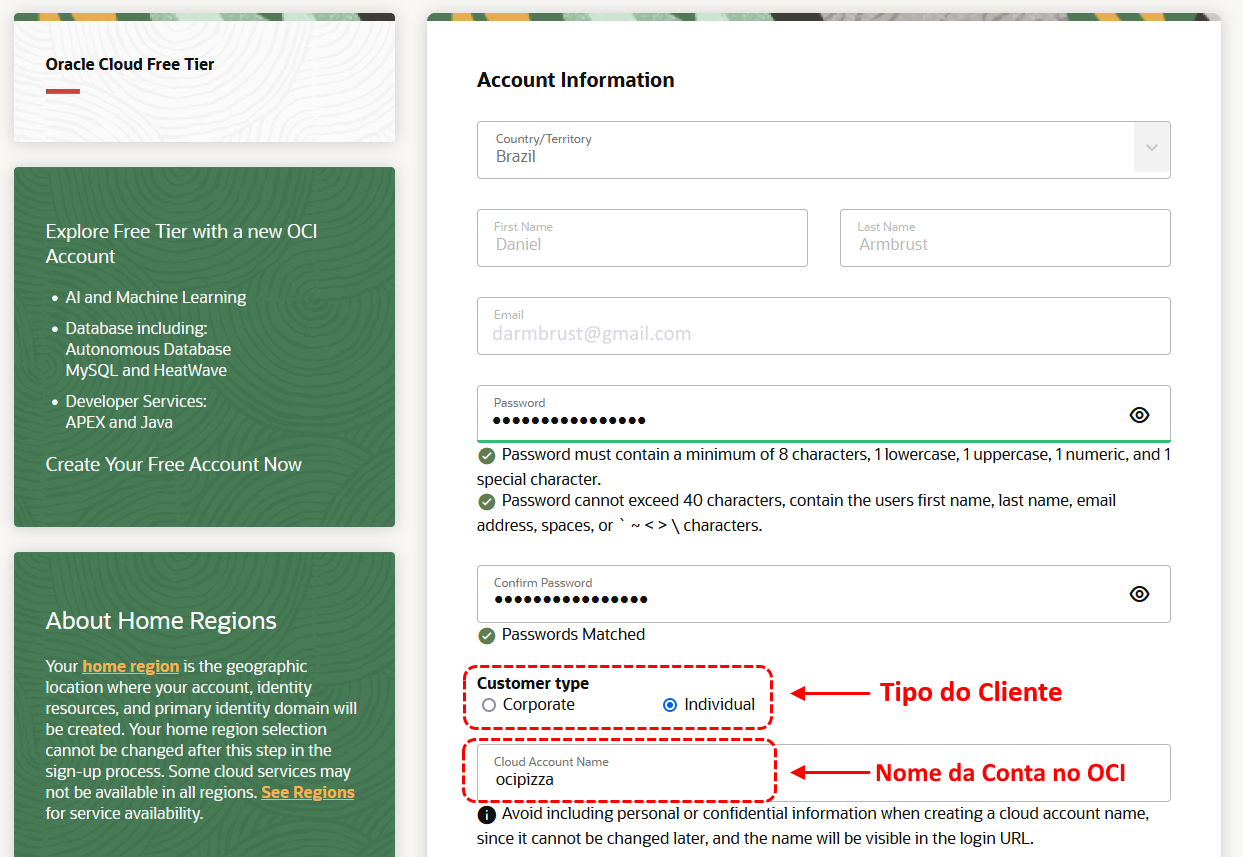 Oracle Cloud Free Tier
Explore Free Tier with a new OCI
Account
• AI and Machine Learning
• Database including:
Autonomous Database
MySQL and HeatWave
• Developer Services:
APEX and Java
Create Your Free Account Now
About Home Regions
Your home region is the geographic
location where your account, identity
resources, and primary identity domain will
be created. Your home region selection
cannot be changed after this step in the
sign-up process. Some cloud services may
not be available in all regions. See Regions
for service availability.
Account Information
Country/Territory
Brazil
First Name
Daniel
Last Name
Armbrust
Email
darmbrust@gmail.com
Password
••••••••••••••••
Password must contain a minimum of 8 characters, 1 lowercase, 1 uppercase, 1 numeric, and 1
special character.
Password cannot exceed 40 characters, contain the users first name, last name, email
address, spaces, or ` ~ < > \ characters.
Confirm Password
••••••••••••••••
Passwords Matched
Customer type
Corporate
Individual
Tipo do Cliente
Cloud Account Name
ocipizza
Nome da Conta no OCI
Avoid including personal or confidential information when creating a cloud account name,
since it cannot be changed later, and the name will be visible in the login URL.